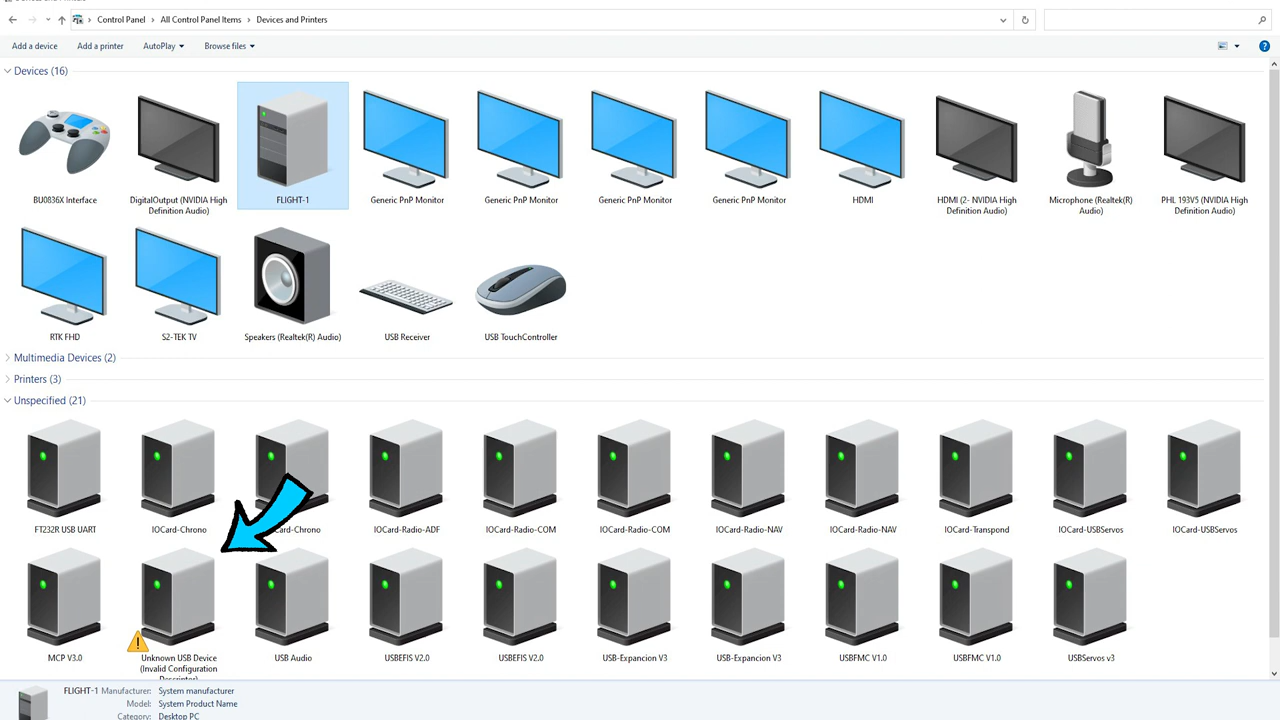 Control Panel > All Control Panel Items > Devices and Printers
Add a device Add a printer AutoPlay Browse files
Devices (16)
BU0836X Interface
DigitalOutput (NVIDIA High
Definition Audio)
FLIGHT-1
Generic PnP Monitor
Generic PnP Monitor
Generic PnP Monitor
Generic PnP Monitor
HDMI
HDMI (2- NVIDIA High
Definition Audio)
Microphone (Realtek(R)
Audio)
PHL 193V5 (NVIDIA High
Definition Audio)
RTK FHD
S2-TEK TV
Speakers (Realtek(R) Audio)
USB Receiver
USB TouchController
Multimedia Devices (2)
Printers (3)
Unspecified (21)
FT232R USB UART
IOCard-Chrono
Card-Chrono
IOCard-Radio-ADF
IOCard-Radio-COM
IOCard-Radio-COM
IOCard-Radio-NAV
IOCard-Radio-NAV
IOCard-Transpond
IOCard-USBServos
IOCard-USBServos
MCP V3.0
Unknown USB Device
(Invalid Configuration
Descriptor)
USB Audio
USBEFIS V2.0
USBEFIS V2.0
USB-Expancion V3
USB-Expancion V3
USBFMC V1.0
USBFMC V1.0
USBServos v3
FLIGHT-1 Manufacturer: System manufacturer
Model: System Product Name
Category: Desktop PC